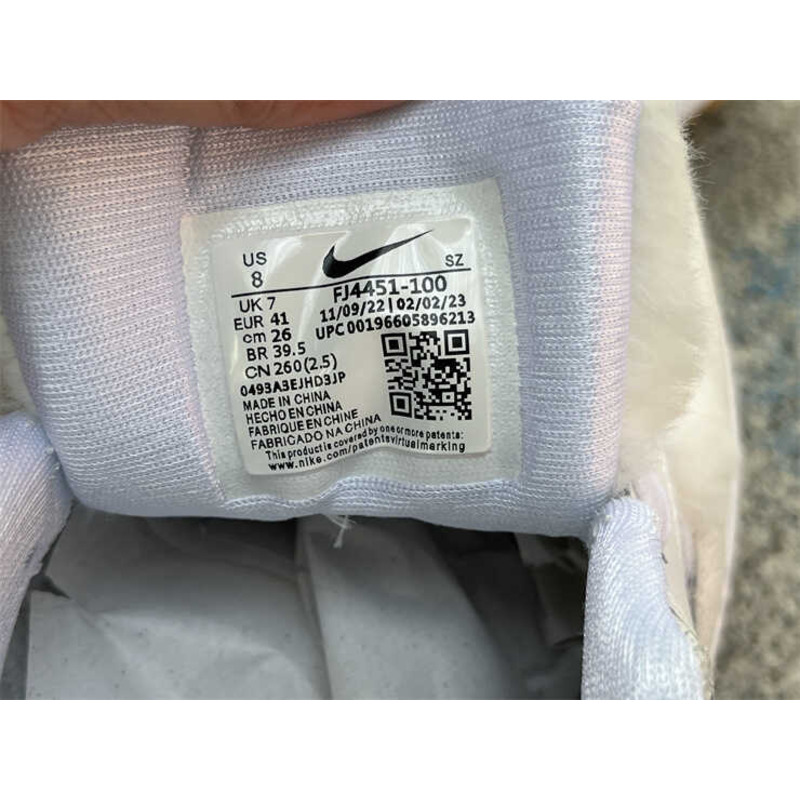 US
8
SZ
UK 7
EUR 41
cm 26
BR 39.5
CN 260(2.5)
FJ4451-100
11/09/22 | 02/02/23
UPC 00196605896213
0493A3EJHD3JP
MADE IN CHINA
HECHO EN CHINA
FABRIQUE EN CHINE
FABRICADO NA CHINA
This product is covered by one or more patents:
www.nike.com/patentsvirtualmarking